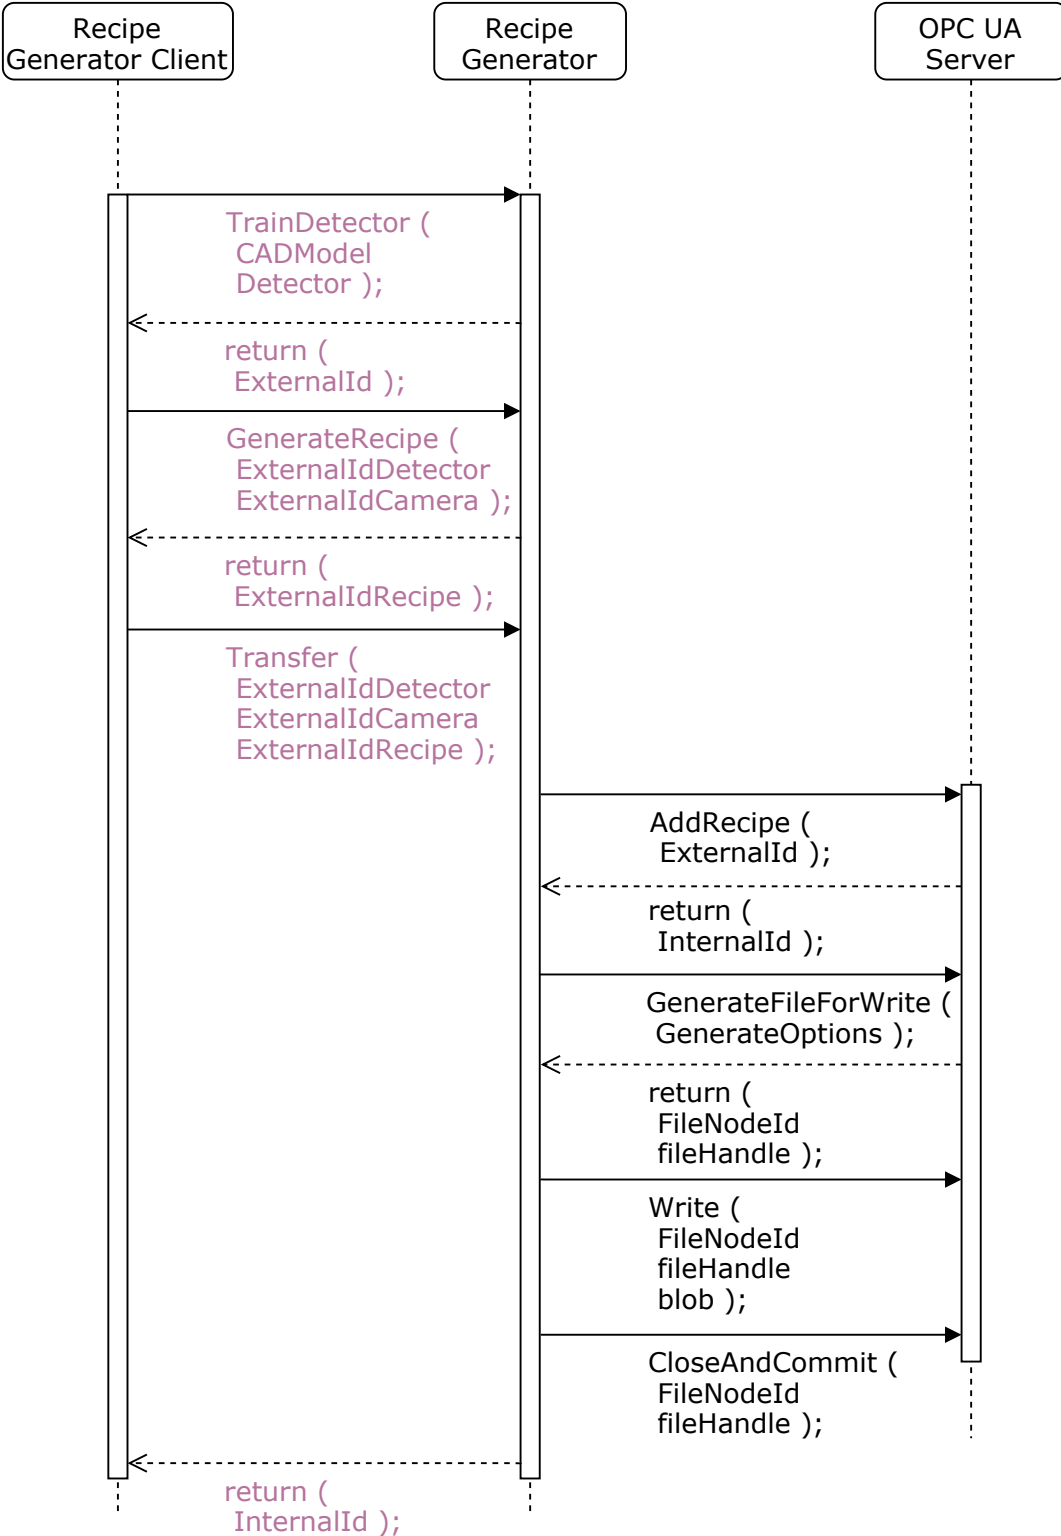 Recipe
Generator Client
Recipe
Generator
OPC UA
Server
TrainDetector (
CADModel
Detector );
return (
ExternalId );
GenerateRecipe (
ExternalIdDetector
ExternalIdCamera );
return (
ExternalIdRecipe );
Transfer (
ExternalIdDetector
ExternalIdCamera
ExternalIdRecipe );
AddRecipe (
ExternalId );
return (
InternalId );
GenerateFileForWrite (
GenerateOptions );
return (
FileNodeId
fileHandle );
Write (
FileNodeId
fileHandle
blob );
CloseAndCommit (
FileNodeId
fileHandle );
return (
InternalId );